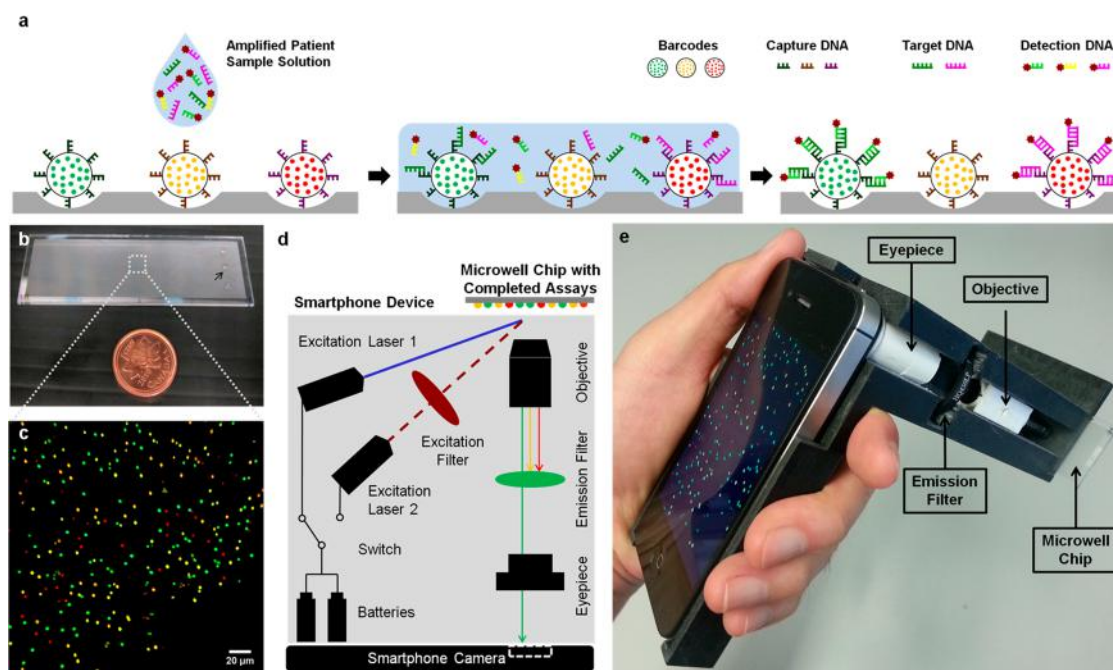 a
Amplified Patient
Sample Solution
Barcodes
Capture DNA
Target DNA
Detection DNA
b
c
20 µm
d
Microwell Chip with
Completed Assays
Smartphone Device
Excitation Laser 1
Excitation
Filter
Excitation
Laser 2
Switch
Batteries
Objective
Emission Filter
Eyepiece
Smartphone Camera
e
Eyepiece
Objective
Emission
Filter
Microwell
Chip